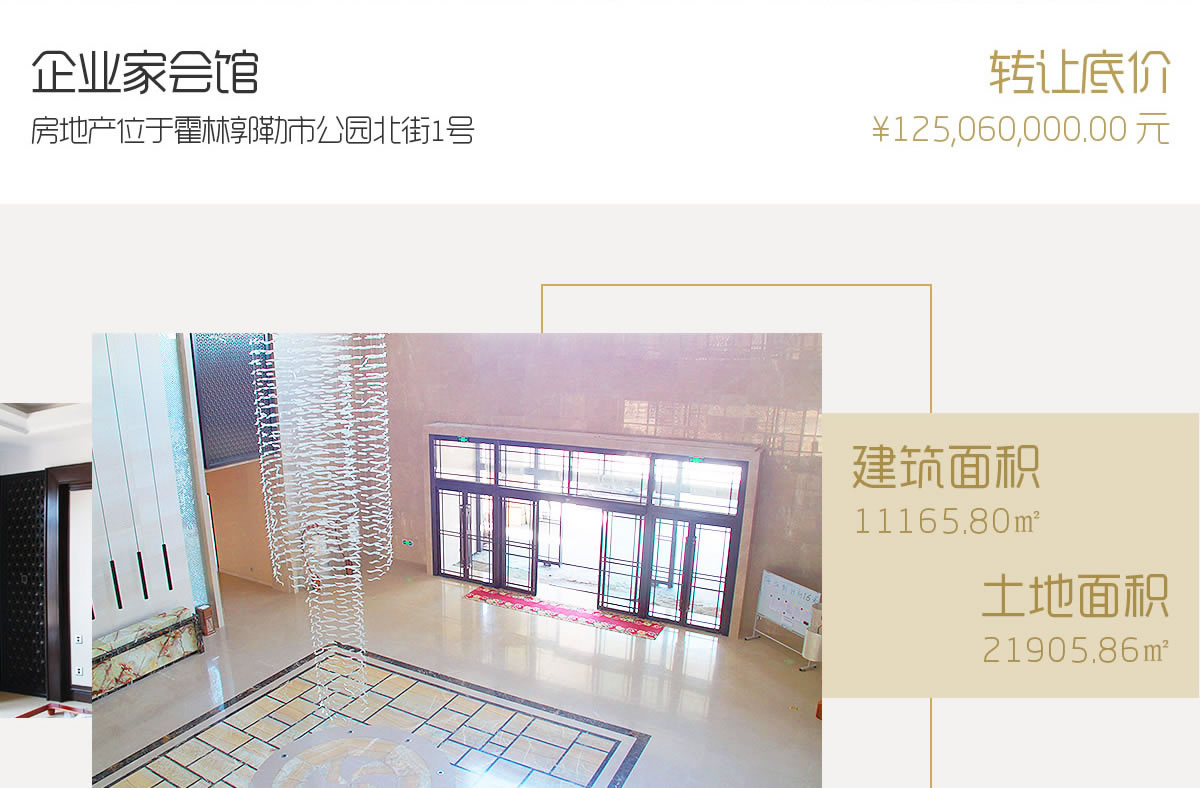 企业家会馆
房地产位于霍林郭勒市公园北街1号
转让底价
¥125,060,000.00 元
建筑面积
11165.80㎡
土地面积
21905.86㎡